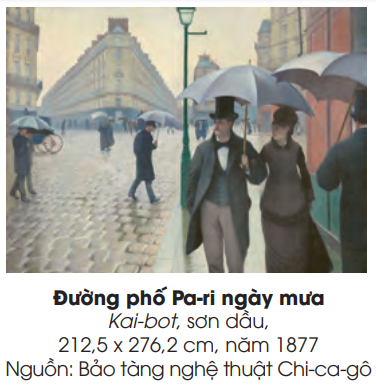 Đường phố Pa-ri ngày mưa
Kai-bot, sơn dầu,
212,5 x 276,2 cm, năm 1877
Nguồn: Bảo tàng nghệ thuật Chi-ca-gô